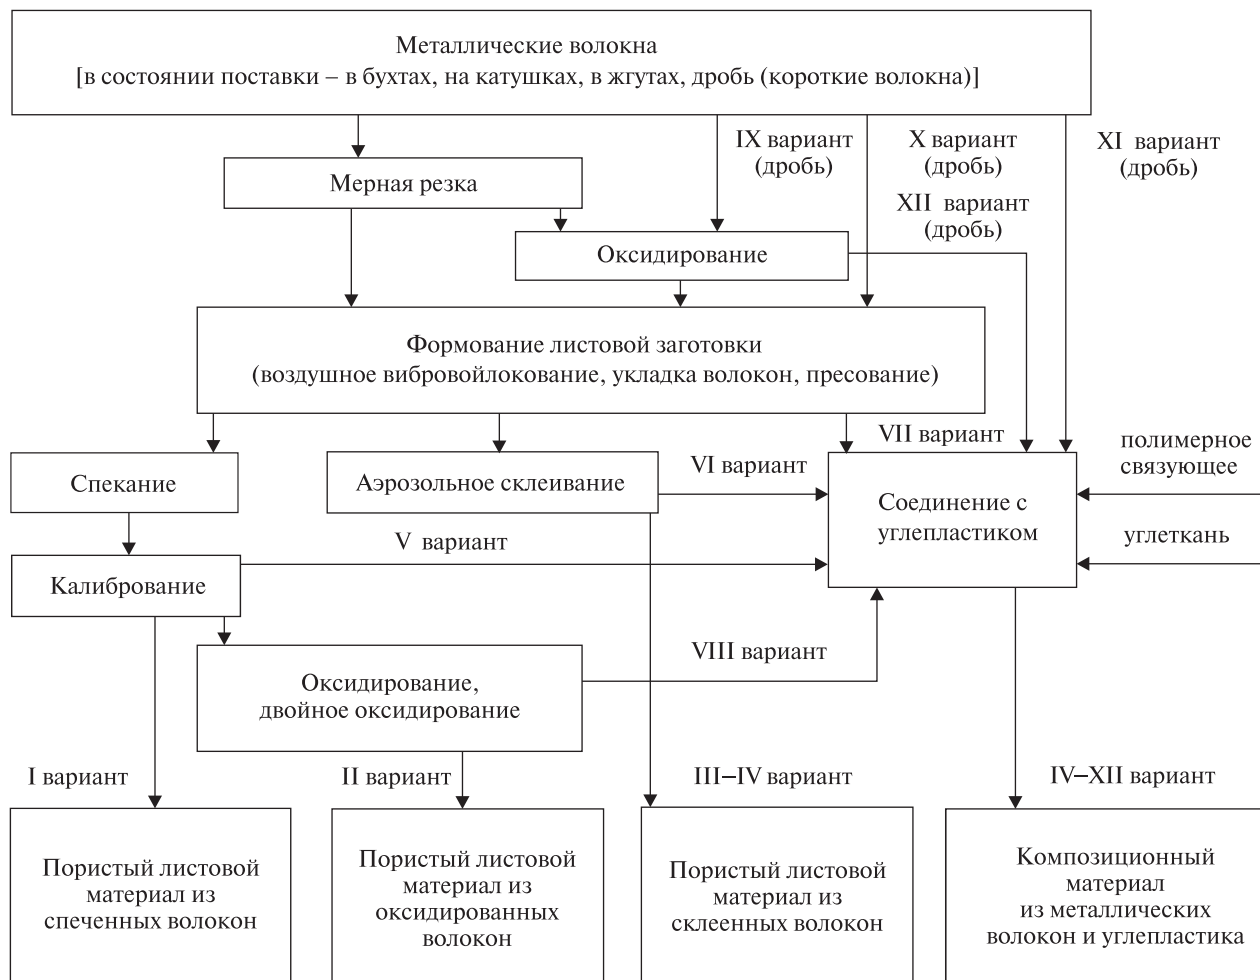 Металлические волокна
[в состоянии поставки – в бухтах, на катушках, в жгутах, дробь (короткие волокна)]
IX вариант
(дробь)
X вариант
(дробь)
XI вариант
(дробь)
Мерная резка
XII вариант
(дробь)
Оксидирование
Формование листовой заготовки
(воздушное вибровойлокование, укладка волокон, пресование)
VII вариант
полимерное
связующее
Спекание
Аэрозольное склеивание
VI вариант
Соединение с
углепластиком
V вариант
углеткань
Калибрование
VIII вариант
Оксидирование,
двойное оксидирование
I вариант
II вариант
III–IV вариант
IV–XII вариант
Пористый листовой
материал из
спеченных волокон
Пористый листовой
материал из
оксидированных
волокон
Пористый листовой
материал из
склеенных волокон
Композиционный
материал
из металлических
волокон и углепластика